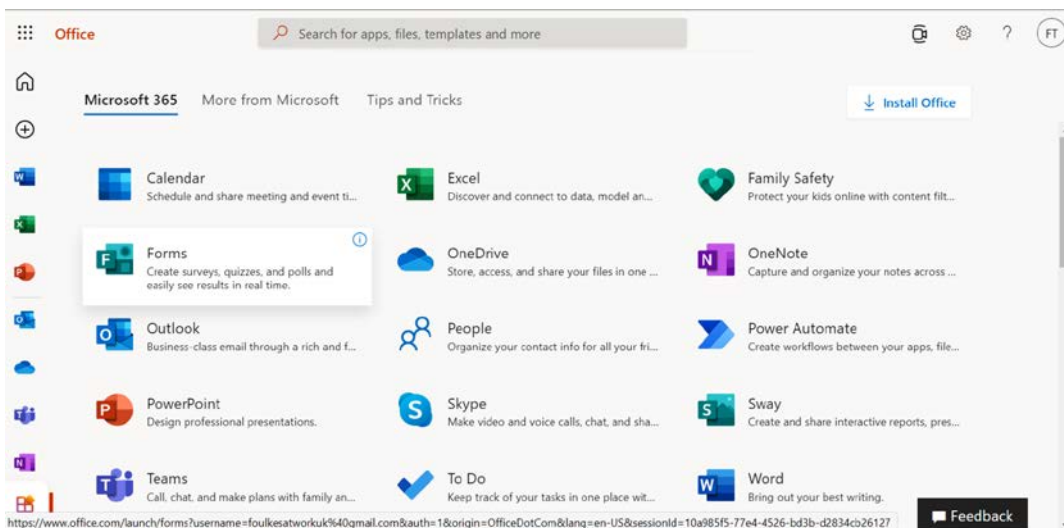 Office
Search for apps, files, templates and more
?
FT
Microsoft 365 More from Microsoft Tips and Tricks
Install Office
Calendar
Schedule and share meeting and event ti...
Excel
Discover and connect to data, model an...
Family Safety
Protect your kids online with content filt...
Forms
Create surveys, quizzes, and polls and
easily see results in real time.
OneDrive
Store, access, and share your files in one ...
OneNote
Capture and organize your notes across ...
Outlook
Business-class email through a rich and f...
People
Organize your contact info for all your fri...
Power Automate
Create workflows between your apps, file...
PowerPoint
Design professional presentations.
Skype
Make video and voice calls, chat, and sha...
Sway
Create and share interactive reports, pres...
Teams
Call, chat, and make plans with family an...
To Do
Keep track of your tasks in one place wit...
Word
Bring out your best writing.
Feedback
https://www.office.com/launch/forms?username=foulkesatworkuk%40gmail.com&auth=1&origin=OfficeDotCom&lang=en-US&sessionId=10a985f5-77e4-4526-bd3b-d2834cb26127